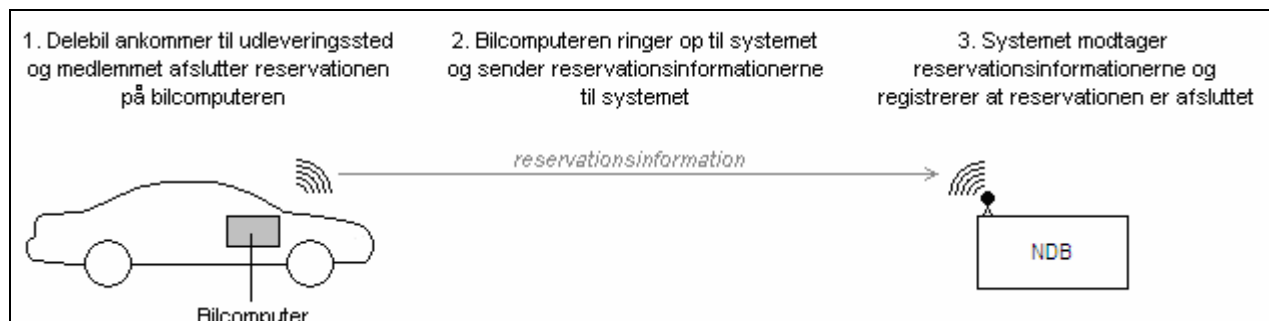 1. Delebil ankommer til udleveringssted
og medlemmet afslutter reservationen
på bilcomputeren
2. Bilcomputeren ringer op til systemet
og sender reservationsinformationerne
til systemet
3. Systemet modtager
reservationsinformationerne og
registrerer at reservationen er afsluttet
reservationsinformation
NDB
Bilcomputer